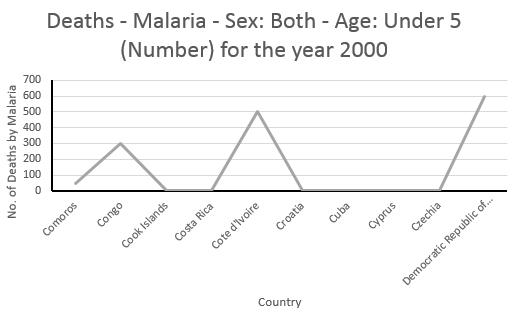 Deaths - Malaria - Sex: Both - Age: Under 5
(Number) for the year 2000
700
600
500
400
300
200
100
0
No. of Deaths by Malaria
Comoros
Congo
Cook Islands
Costa Rica
Cote d'Ivoire
Croatia
Cuba
Cyprus
Czechia
Democratic Republic of...
Country